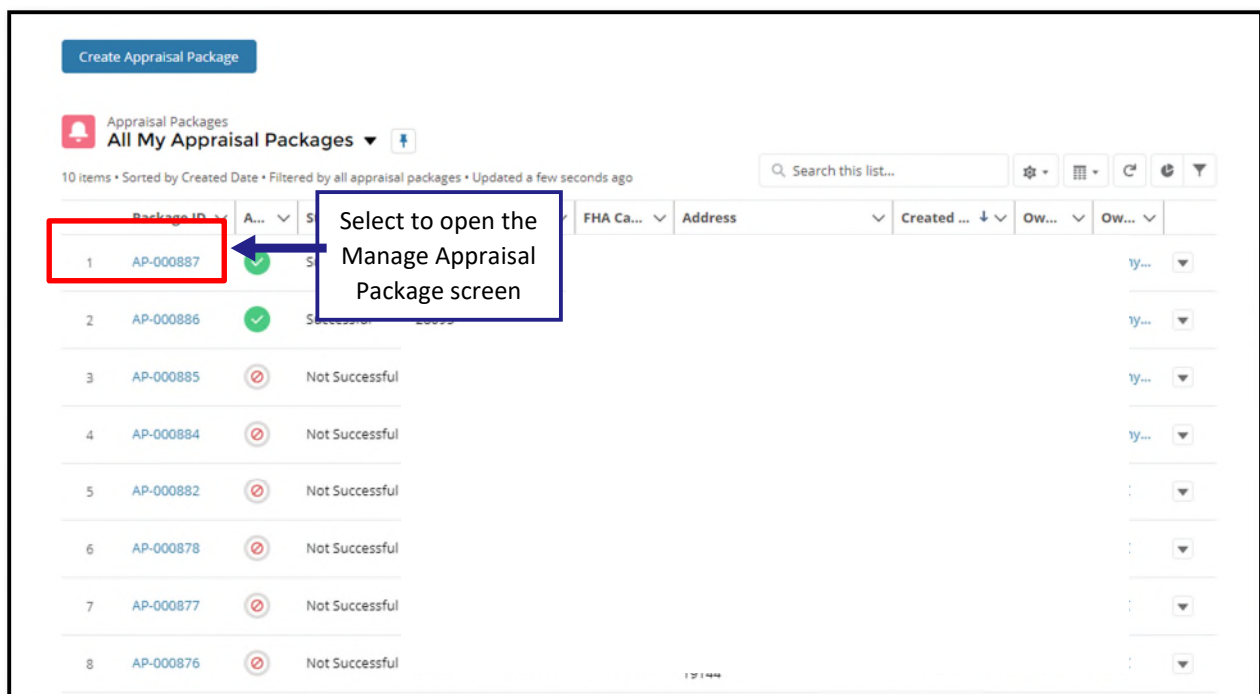 Create Appraisal Package
Appraisal Packages
All My Appraisal Packages
10 items • Sorted by Created Date • Filtered by all appraisal packages • Updated a few seconds ago
Search this list...
Package ID A... FHA Ca... Address Created ... Ow... Ow...
Select to open the
Manage Appraisal
Package screen
1 AP-000887
2 AP-000886 Successful
3 AP-000885 Not Successful
4 AP-000884 Not Successful
5 AP-000882 Not Successful
6 AP-000878 Not Successful
7 AP-000877 Not Successful
8 AP-000876 Not Successful
19144